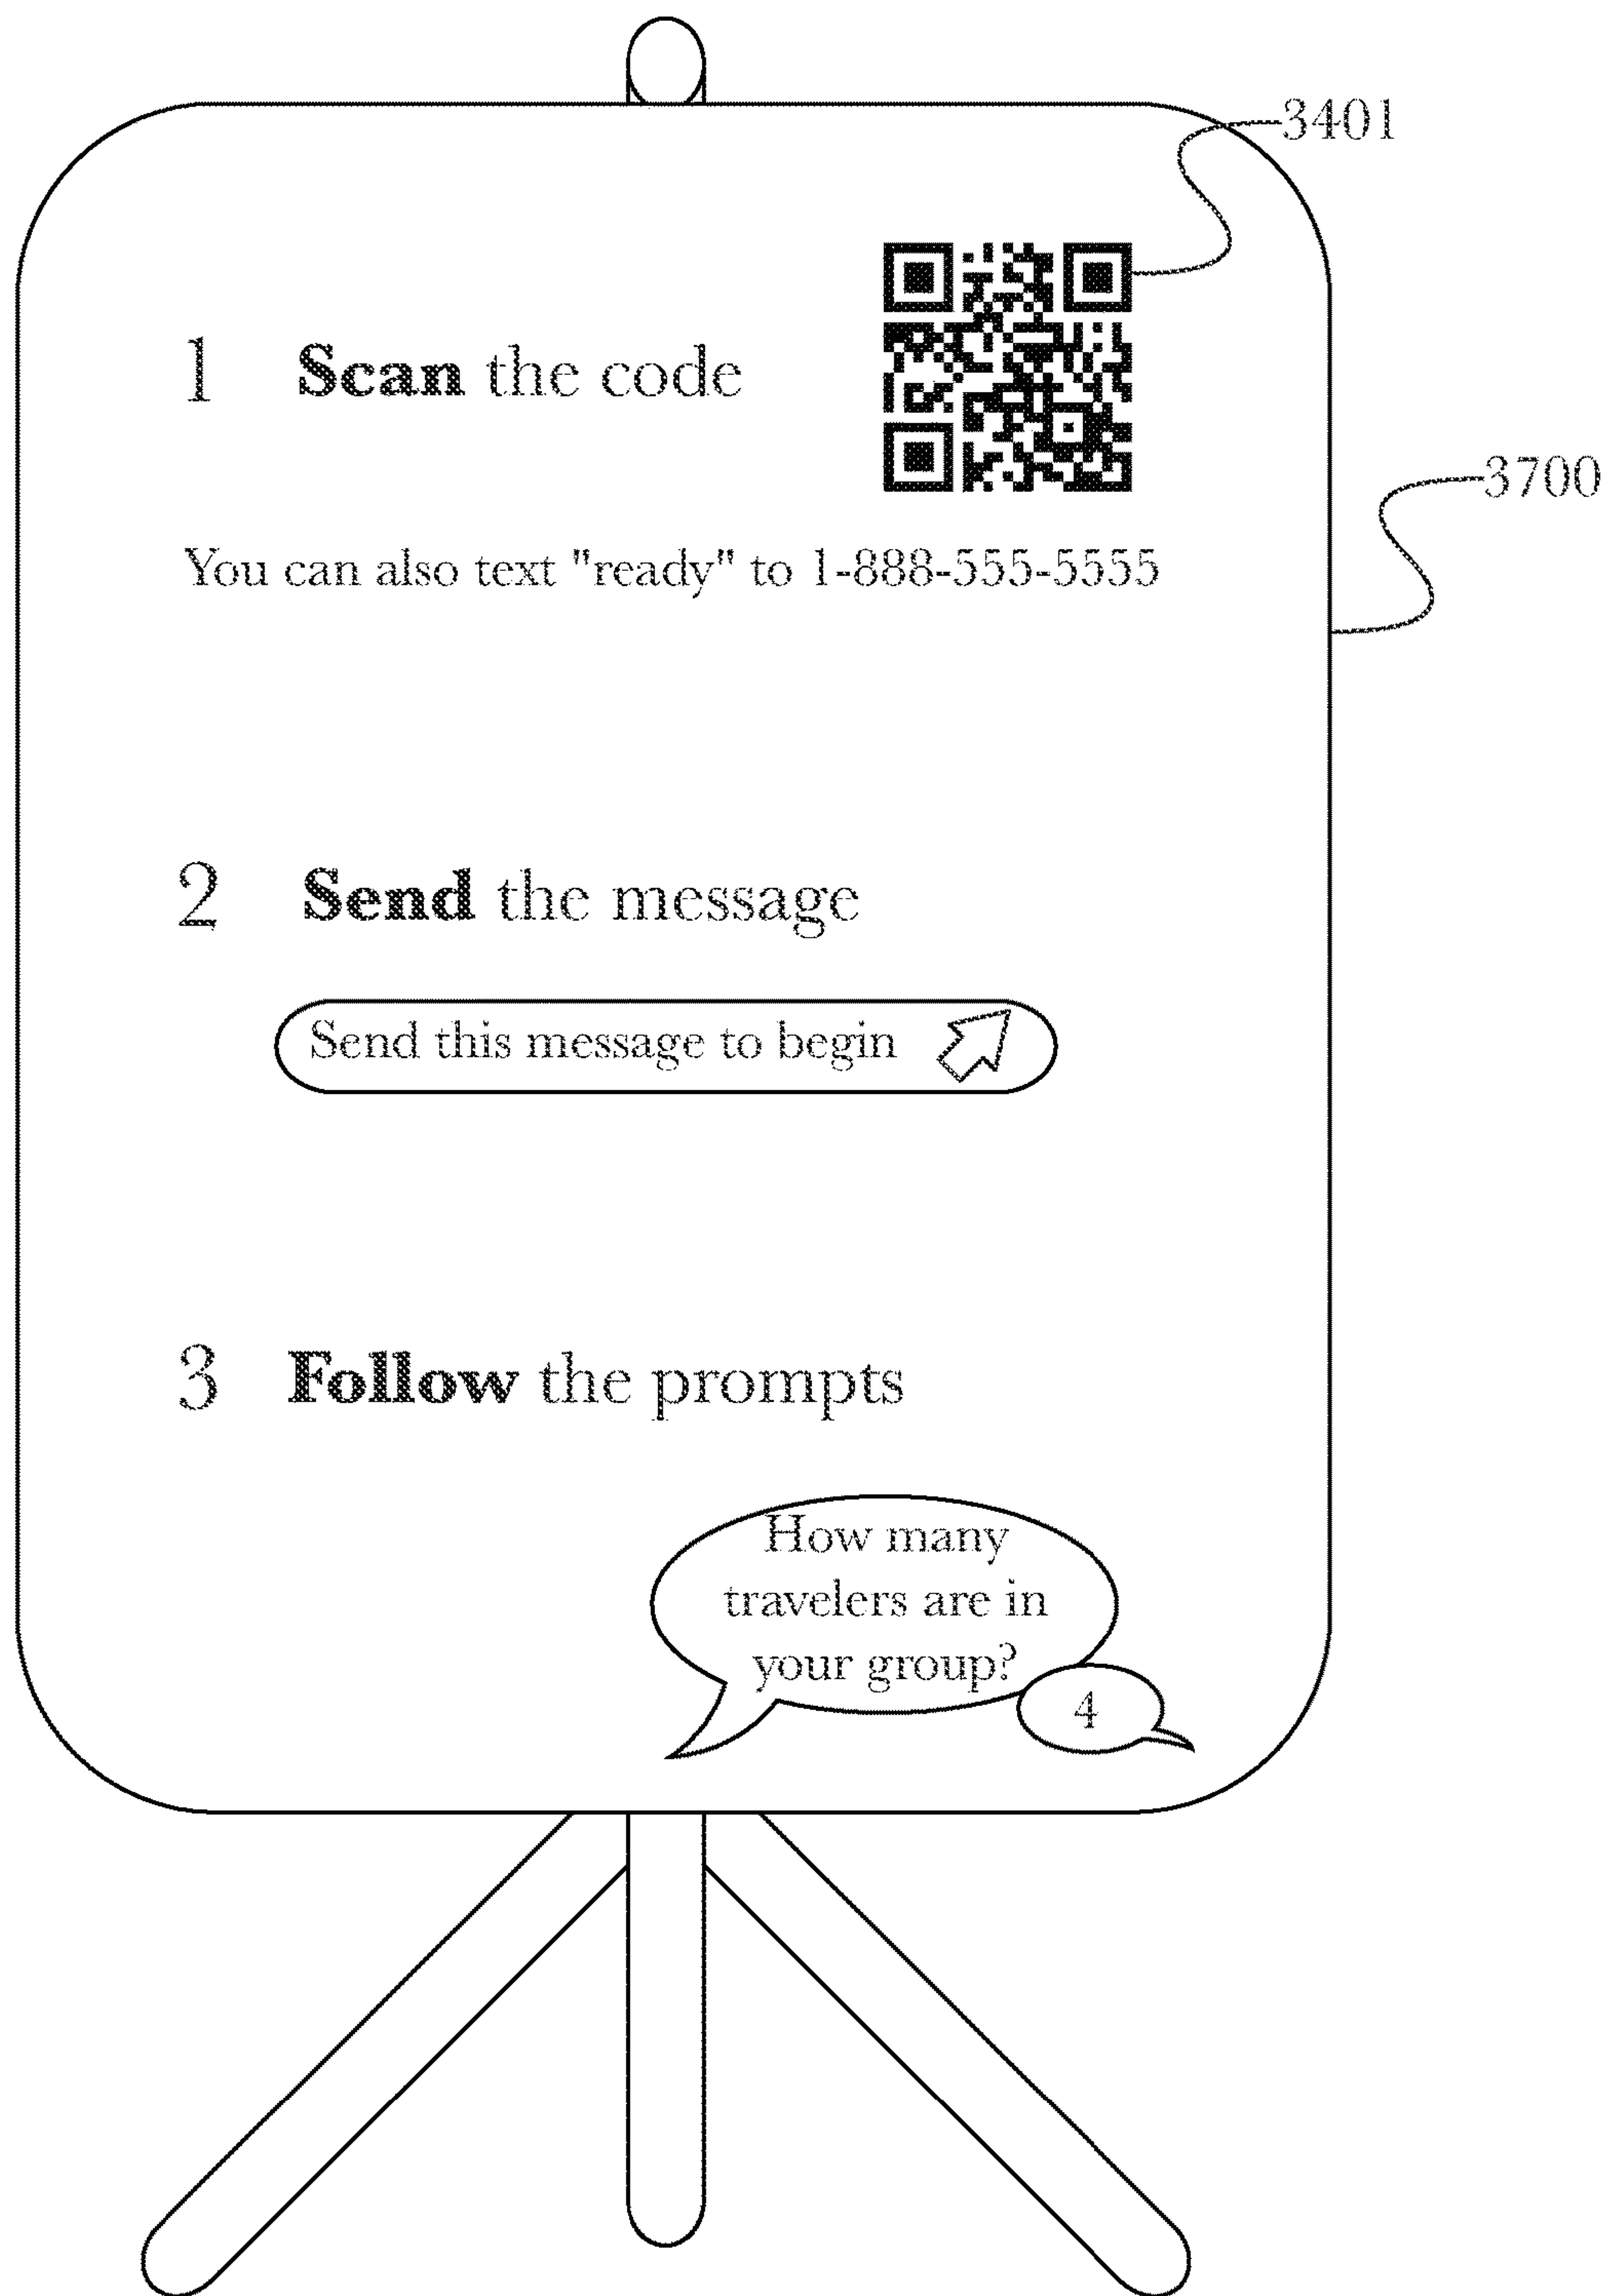 3401
1 Scan the code
3700
You can also text "ready" to 1-888-555-5555
2 Send the message
Send this message to begin
3 Follow the prompts
How many
travelers are in
your group?
4